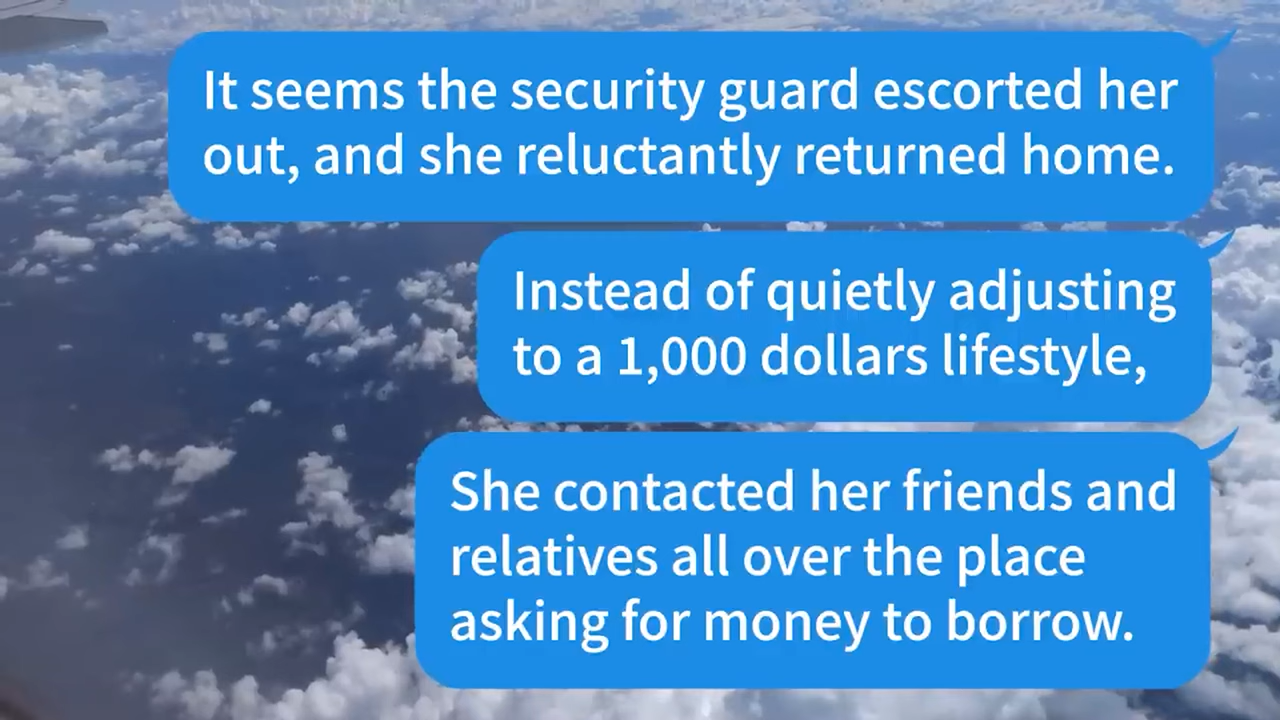 It seems the security guard escorted her
out, and she reluctantly returned home.
Instead of quietly adjusting
to a 1,000 dollars lifestyle,
She contacted her friends and
relatives all over the place
asking for money to borrow.